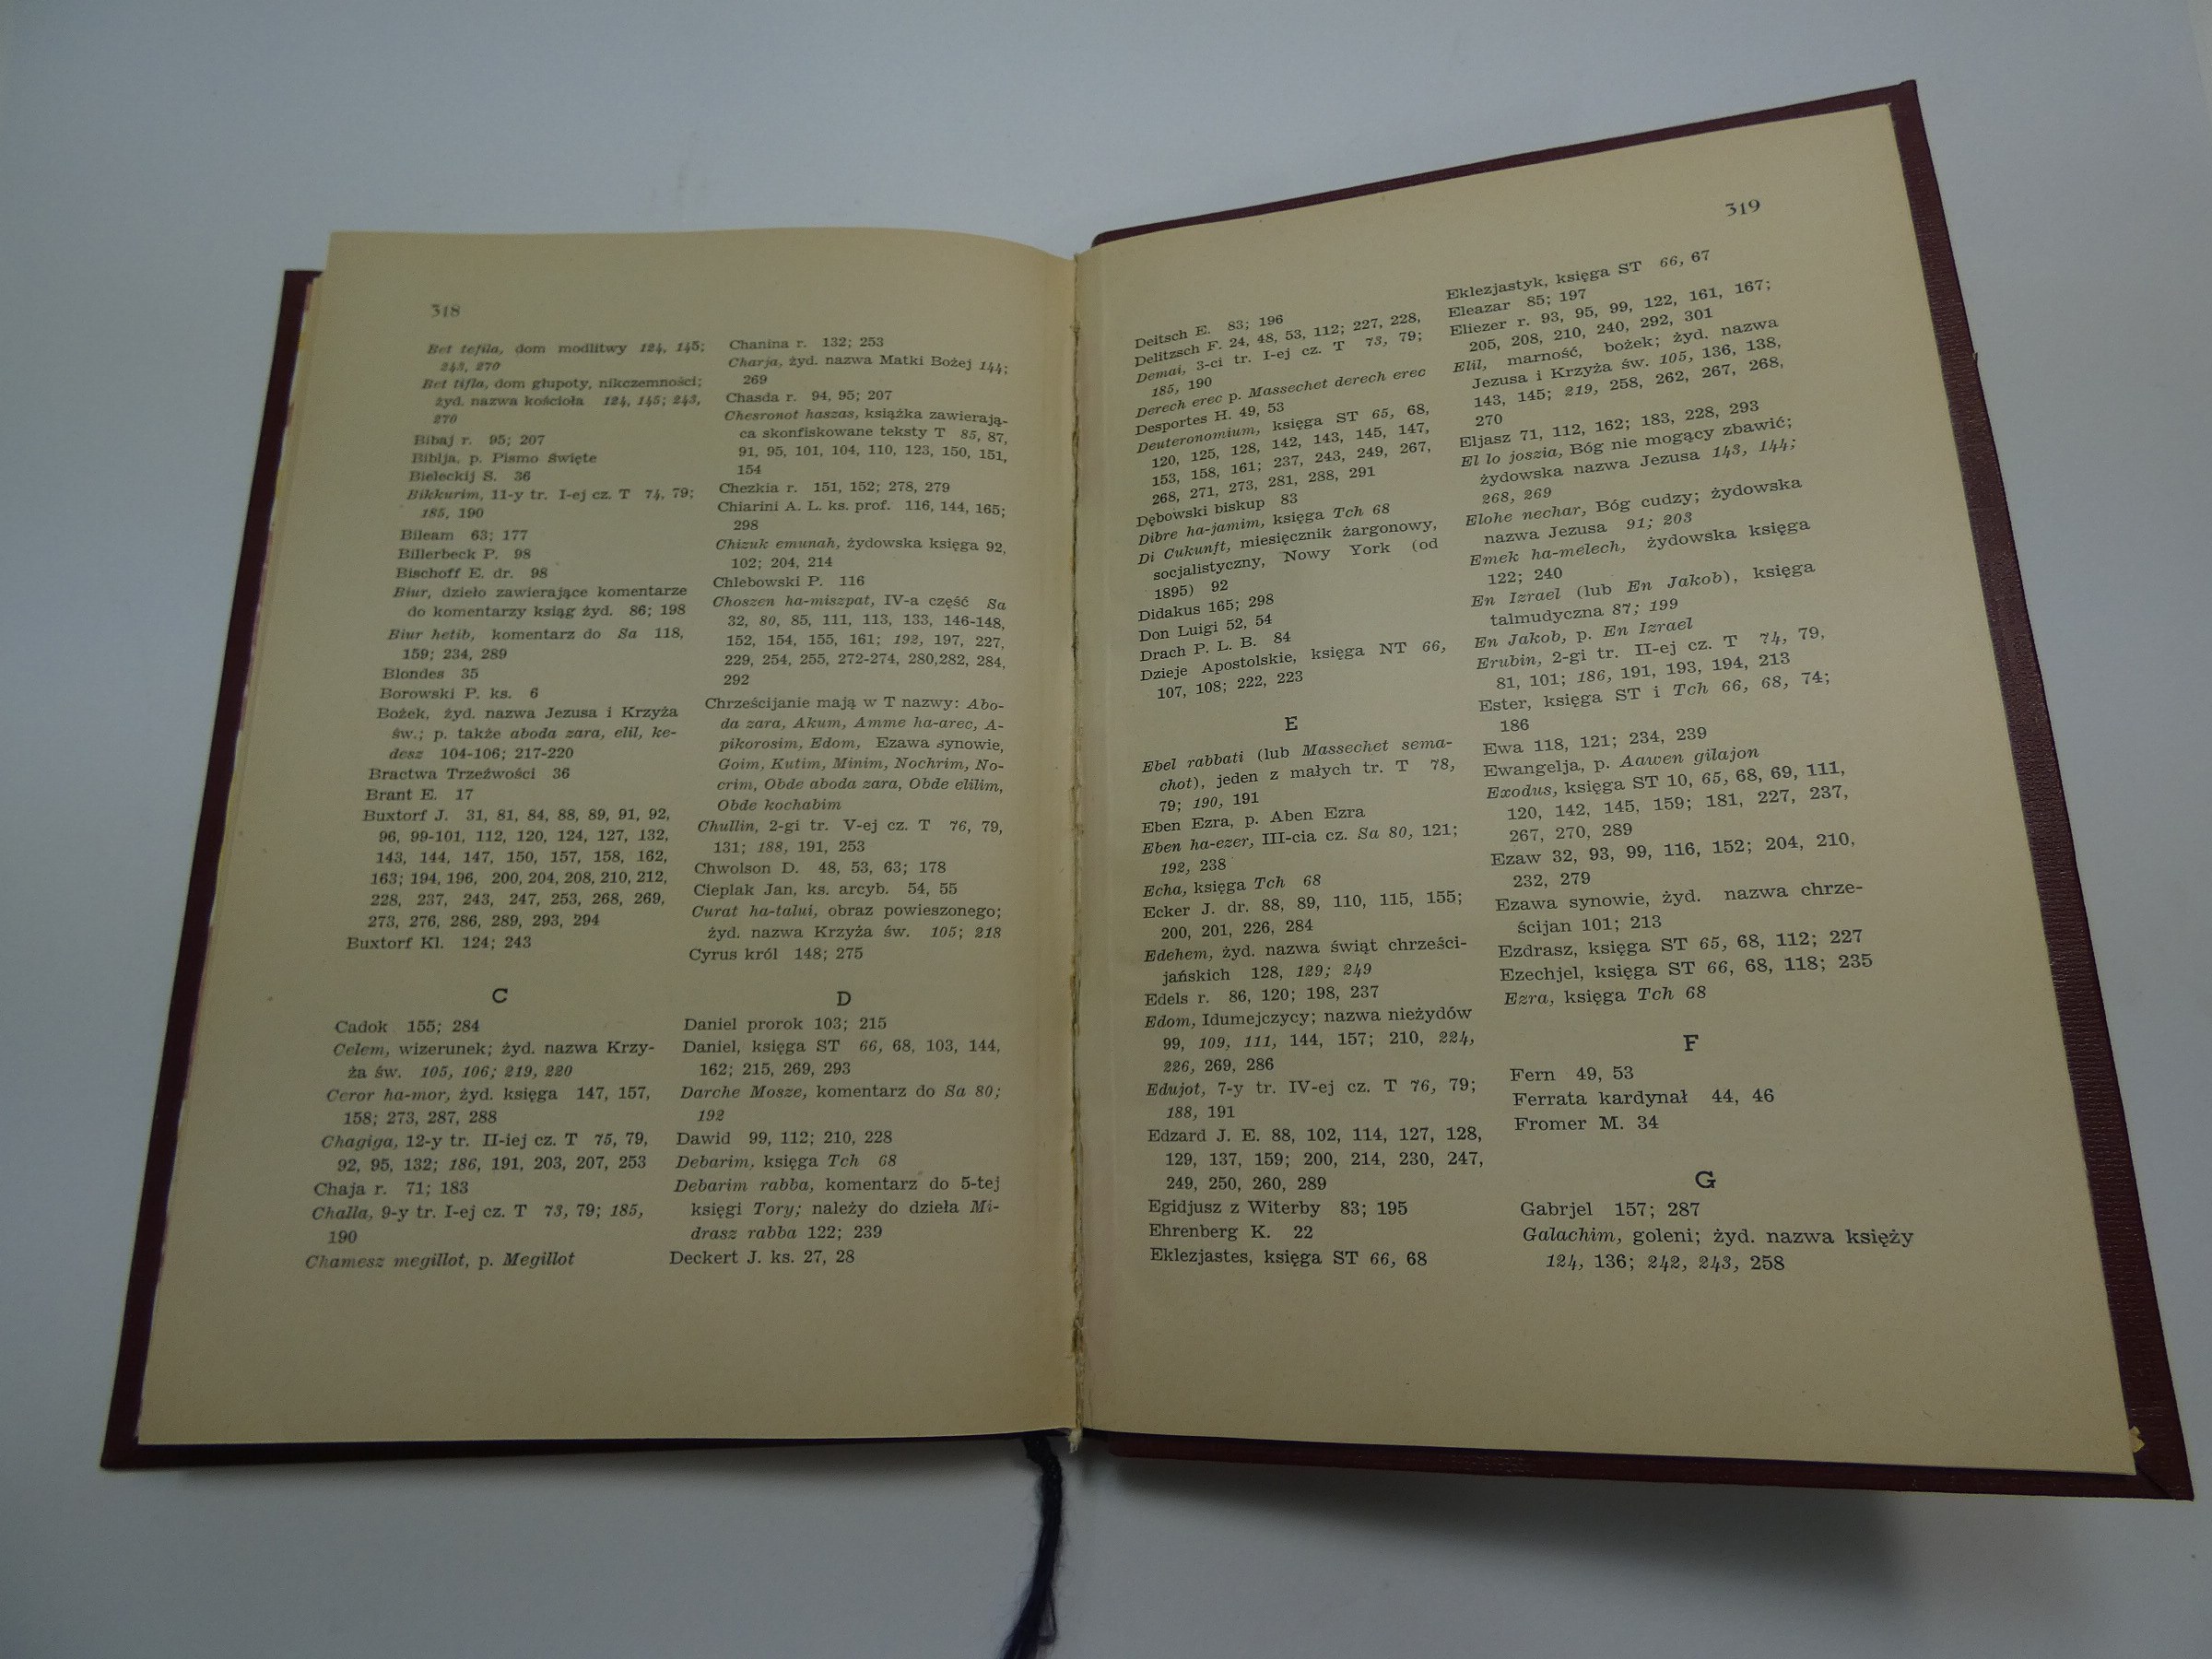 318
Bet tefila, dom modlitwy 124, 145;
243, 270
Bet tifla, dom głupoty, nikczemności;
żyd. nazwa kościoła 124, 145; 243,
270
Bibaj r. 95; 207
Biblja, p. Pismo Święte
Bieleckij S. 36
Bikkurim, 11-y tr. I-ej cz. T 74, 79;
185, 190
Bileam 63; 177
Billerbeck P. 98
Bischoff E. dr. 98
Biur, dzieło zawierające komentarze
do komentarzy ksiąg żyd. 86; 198
Biur hetib, komentarz do Sa 118,
159; 234, 289
Blondes 35
Borowski P. ks. 6
Bożek, żyd. nazwa Jezusa i Krzyża
św.; p. także aboda zara, elil, ke-
desz 104-106; 217-220
Bractwa Trzeźwości 36
Brant E. 17
Buxtorf J. 31, 81, 84, 88, 89, 91, 92,
96, 99-101, 112, 120, 124, 127, 132,
143, 144, 147, 150, 157, 158, 162,
163; 194, 196, 200, 204, 208, 210, 212,
228, 237, 243, 247, 253, 268, 269,
273, 276, 286, 289, 293, 294
Buxtorf Kl. 124; 243
C
Cadok 155; 284
Celem, wizerunek; żyd. nazwa Krzy-
ża św. 105, 106; 219, 220
Ceror ha-mor, żyd. księga 147, 157,
158; 273, 287, 288
Chagiga, 12-y tr. II-iej cz. T 75, 79,
92, 95, 132; 186, 191, 203, 207, 253
Chaja r. 71; 183
Challa, 9-y tr. I-ej cz. T 73, 79; 185,
190
Chamesz megillot, p. Megillot
Chanina r. 132; 253
Charja, żyd. nazwa Matki Bożej 144;
269
Chasda r. 94, 95; 207
Chesronot haszas, książka zawierają-
ca skonfiskowane teksty T 85, 87,
91, 95, 101, 104, 110, 123, 150, 151,
154
Chezkia r. 151, 152; 278, 279
Chiarini A. L. ks. prof. 116, 144, 165;
298
Chizuk emunah, żydowska księga 92,
102; 204, 214
Chlebowski P. 116
Choszen ha-miszpat, IV-a część Sa
32, 80, 85, 111, 113, 133, 146-148,
152, 154, 155, 161; 192, 197, 227,
229, 254, 255, 272-274, 280,282, 284,
292
Chrześcijanie mają w T nazwy: Abo-
da zara, Akum, Amme ha-arec, A-
pikorosim, Edom, Ezawa synowie,
Goim, Kutim, Minim, Nochrim, No-
crim, Obde aboda zara, Obde elilim,
Obde kochabim
Chullin, 2-gi tr. V-ej cz. T 76, 79,
131; 188, 191, 253
Chwolson D. 48, 53, 63; 178
Cieplak Jan, ks. arcyb. 54, 55
Curat ha-talui, obraz powieszonego;
żyd. nazwa Krzyża św. 105; 218
Cyrus król 148; 275
D
Daniel prorok 103; 215
Daniel, księga ST 66, 68, 103, 144,
162; 215, 269, 293
Darche Mosze, komentarz do Sa 80;
192
Dawid 99, 112; 210, 228
Debarim, księga Tch 68
Debarim rabba, komentarz do 5-tej
księgi Tory; należy do dzieła Mi-
drasz rabba 122; 239
Deckert J. ks. 27, 28
319
Deitsch E. 83; 196
Delitzsch F. 24, 48, 53, 112; 227, 228,
Demai, 3-ci tr. I-ej cz. T 73, 79;
185, 190
Derech erec p. Massechet derech erec
Desportes H. 49, 53
Deuteronomium, księga ST 65, 68,
120, 125, 128, 142, 143, 145, 147,
153, 158, 161; 237, 243, 249, 267,
268, 271, 273, 281, 288, 291
Dębowski biskup 83
Dibre ha-jamim, księga Tch 68
Di Cukunft, miesięcznik żargonowy,
socjalistyczny, Nowy York (od
1895) 92
Didakus 165; 298
Don Luigi 52, 54
Drach P. L. B. 84
Dzieje Apostolskie, księga NT 66,
107, 108; 222, 223
E
Ebel rabbati (lub Massechet sema-
chot), jeden z małych tr. T 78,
79; 190, 191
Eben Ezra, p. Aben Ezra
Eben ha-ezer, III-cia cz. Sa 80, 121;
192, 238
Echa, księga Tch 68
Ecker J. dr. 88, 89, 110, 115, 155;
200, 201, 226, 284
Edehem, żyd. nazwa świąt chrześci-
jańskich 128, 129; 249
Edels r. 86, 120; 198, 237
Edom, Idumejczycy; nazwa nieżydów
99, 109, 111, 144, 157; 210, 224,
226, 269, 286
Edujot, 7-y tr. IV-ej cz. T 76, 79;
188, 191
Edzard J. E. 88, 102, 114, 127, 128,
129, 137, 159; 200, 214, 230, 247,
249, 250, 260, 289
Egidjusz z Witerby 83; 195
Ehrenberg K. 22
Eklezjastes, księga ST 66, 68
Eklezjastyk, księga ST 66, 67
Eleazar 85; 197
Eliezer r. 93, 95, 99, 122, 161, 167;
205, 208, 210, 240, 292, 301
Elil, marność, bożek; żyd. nazwa
Jezusa i Krzyża św. 105, 136, 138,
143, 145; 219, 258, 262, 267, 268,
270
Eljasz 71, 112, 162; 183, 228, 293
El lo joszia, Bóg nie mogący zbawić;
żydowska nazwa Jezusa 143, 144;
268, 269
Elohe nechar, Bóg cudzy; żydowska
nazwa Jezusa 91; 203
Emek ha-melech, żydowska księga
122; 240
En Izrael (lub En Jakob), księga
talmudyczna 87; 199
En Jakob, p. En Izrael
Erubin, 2-gi tr. II-ej cz. T 74, 79,
81, 101; 186, 191, 193, 194, 213
Ester, księga ST i Tch 66, 68, 74;
186
Ewa 118, 121; 234, 239
Ewangelja, p. Aawen gilajon
Exodus, księga ST 10, 65, 68, 69, 111,
120, 142, 145, 159; 181, 227, 237,
267, 270, 289
Ezaw 32, 93, 99, 116, 152; 204, 210,
232, 279
Ezawa synowie, żyd. nazwa chrze-
ścijan 101; 213
Ezdrasz, księga ST 65, 68, 112; 227
Ezechjel, księga ST 66, 68, 118; 235
Ezra, księga Tch 68
F
Fern 49, 53
Ferrata kardynał 44, 46
Fromer M. 34
G
Gabrjel 157; 287
Galachim, goleni; żyd. nazwa księży
124, 136; 242, 243, 258